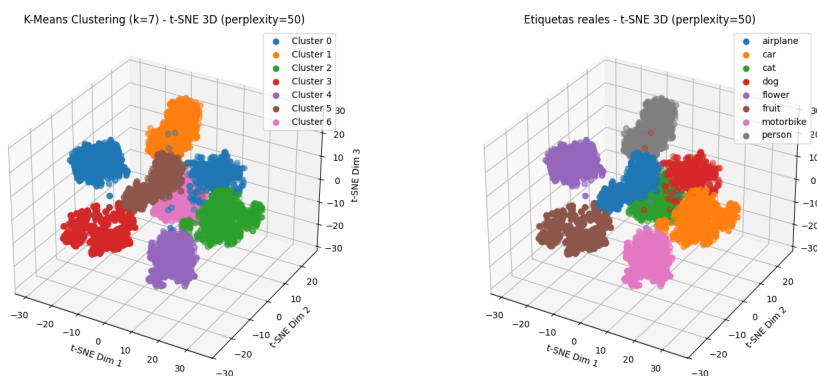 K-Means Clustering (k=7) - t-SNE 3D (perplexity=50)
Cluster 0
Cluster 1
Cluster 2
Cluster 3
Cluster 4
Cluster 5
Cluster 6
30
20
10
0
−10
−20
−30
t-SNE Dim 3
20
10
0
−10
−20
−30
t-SNE Dim 2
−30
−20
−10
0
10
20
30
t-SNE Dim 1
Etiquetas reales - t-SNE 3D (perplexity=50)
airplane
car
cat
dog
flower
fruit
motorbike
person
30
20
10
0
−10
−20
−30
20
10
0
−10
−20
−30
t-SNE Dim 2
−30
−20
−10
0
10
20
30
t-SNE Dim 1